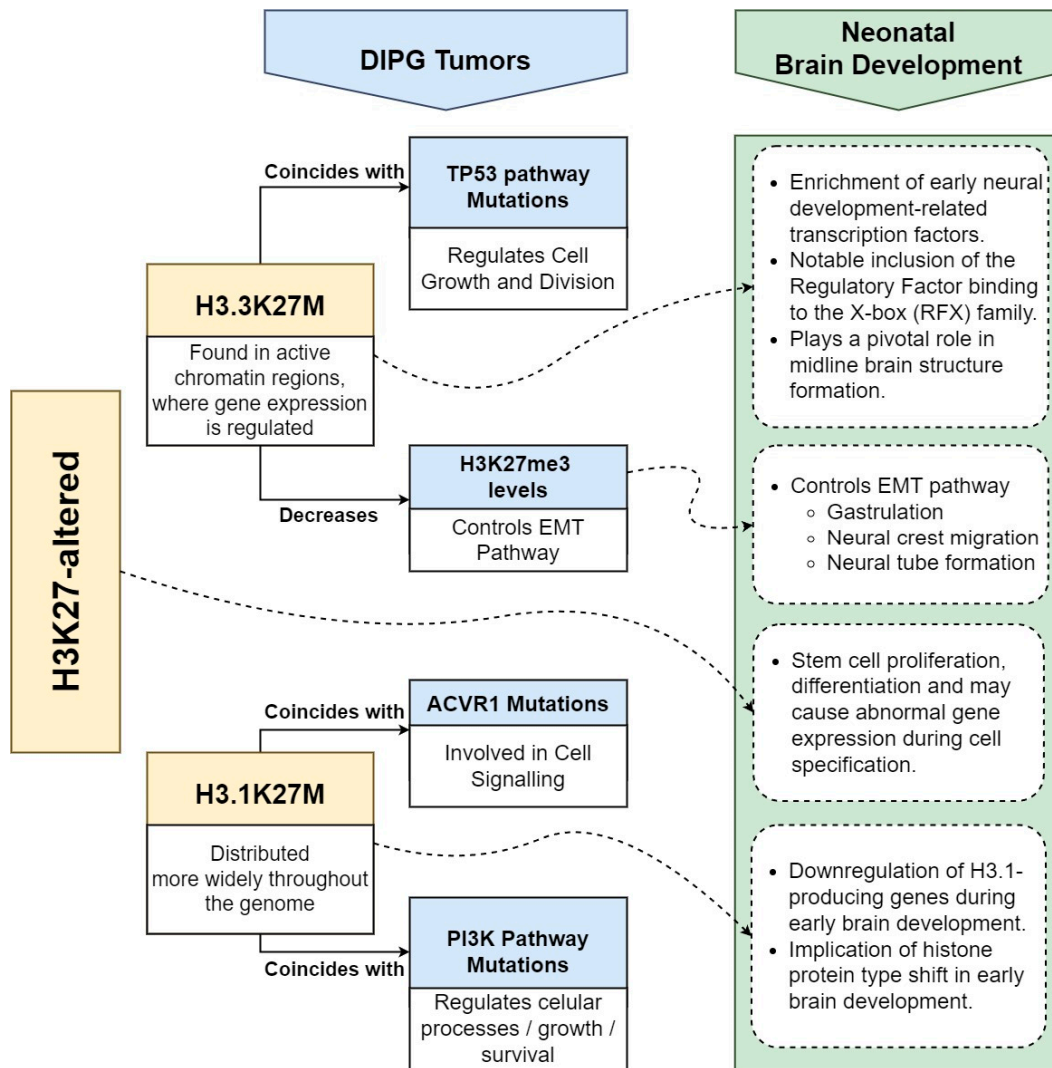 DIPG Tumors
Neonatal
Brain Development
H3K27-altered
Coincides with
TP53 pathway
Mutations
Regulates Cell
Growth and Division
H3.3K27M
Found in active
chromatin regions,
where gene expression
is regulated
Decreases
H3K27me3
levels
Controls EMT
Pathway
Coincides with
ACVR1 Mutations
Involved in Cell
Signalling
H3.1K27M
Distributed
more widely throughout
the genome
Coincides with
PI3K Pathway
Mutations
Regulates celular
processes / growth /
survival
• Enrichment of early neural
development-related
transcription factors.
• Notable inclusion of the
Regulatory Factor binding
to the X-box (RFX) family.
• Plays a pivotal role in
midline brain structure
formation.
• Controls EMT pathway
○ Gastrulation
○ Neural crest migration
○ Neural tube formation
• Stem cell proliferation,
differentiation and may
cause abnormal gene
expression during cell
specification.
• Downregulation of H3.1-
producing genes during
early brain development.
• Implication of histone
protein type shift in early
brain development.